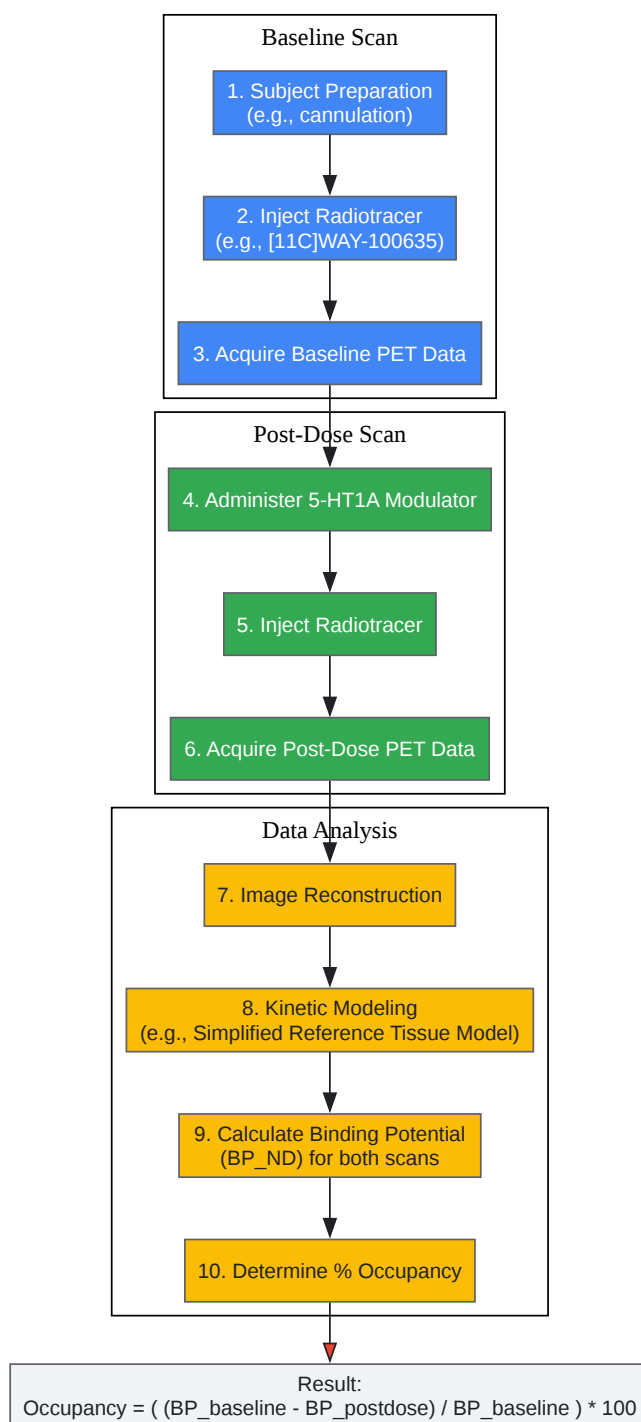 Baseline Scan
1. Subject Preparation
(e.g., cannulation)
2. Inject Radiotracer
(e.g., [11C]WAY-100635)
3. Acquire Baseline PET Data
Post-Dose Scan
4. Administer 5-HT1A Modulator
5. Inject Radiotracer
6. Acquire Post-Dose PET Data
Data Analysis
7. Image Reconstruction
8. Kinetic Modeling
(e.g., Simplified Reference Tissue Model)
9. Calculate Binding Potential
(BP_ND) for both scans
10. Determine % Occupancy
Result:
Occupancy = ( (BP_baseline - BP_postdose) / BP_baseline ) * 100